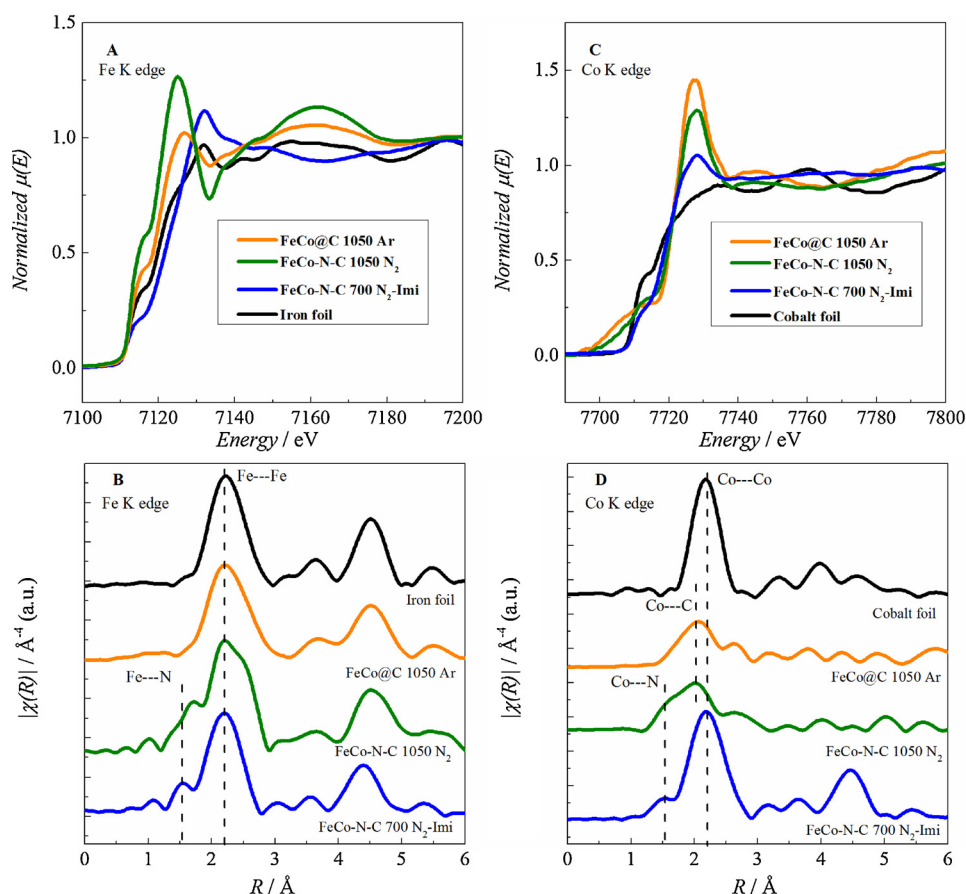 A
Fe K edge
Normalized μ(E)
1.5
1.0
0.5
0.0
FeCo@C 1050 Ar
FeCo-N-C 1050 N₂
FeCo-N-C 700 N₂-Imi
Iron foil
7100 7120 7140 7160 7180 7200
Energy / eV
C
Co K edge
Normalized μ(E)
1.5
1.0
0.5
0.0
FeCo@C 1050 Ar
FeCo-N-C 1050 N₂
FeCo-N-C 700 N₂-Imi
Cobalt foil
7700 7720 7740 7760 7780 7800
Energy / eV
B
Fe K edge
|χ(R)| / Å⁻⁴ (a.u.)
Fe---Fe
Iron foil
FeCo@C 1050 Ar
Fe---N
FeCo-N-C 1050 N₂
FeCo-N-C 700 N₂-Imi
0 1 2 3 4 5 6
R / Å
D
Co K edge
|χ(R)| / Å⁻⁴ (a.u.)
Co---Co
Co---C
Cobalt foil
FeCo@C 1050 Ar
Co---N
FeCo-N-C 1050 N₂
FeCo-N-C 700 N₂-Imi
0 1 2 3 4 5 6
R / Å